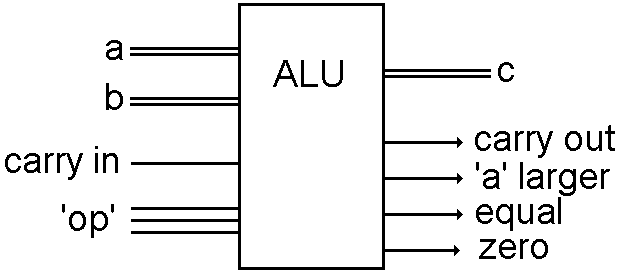 a
b
carry in
'op'
ALU
c
carry out
'a' larger
equal
zero